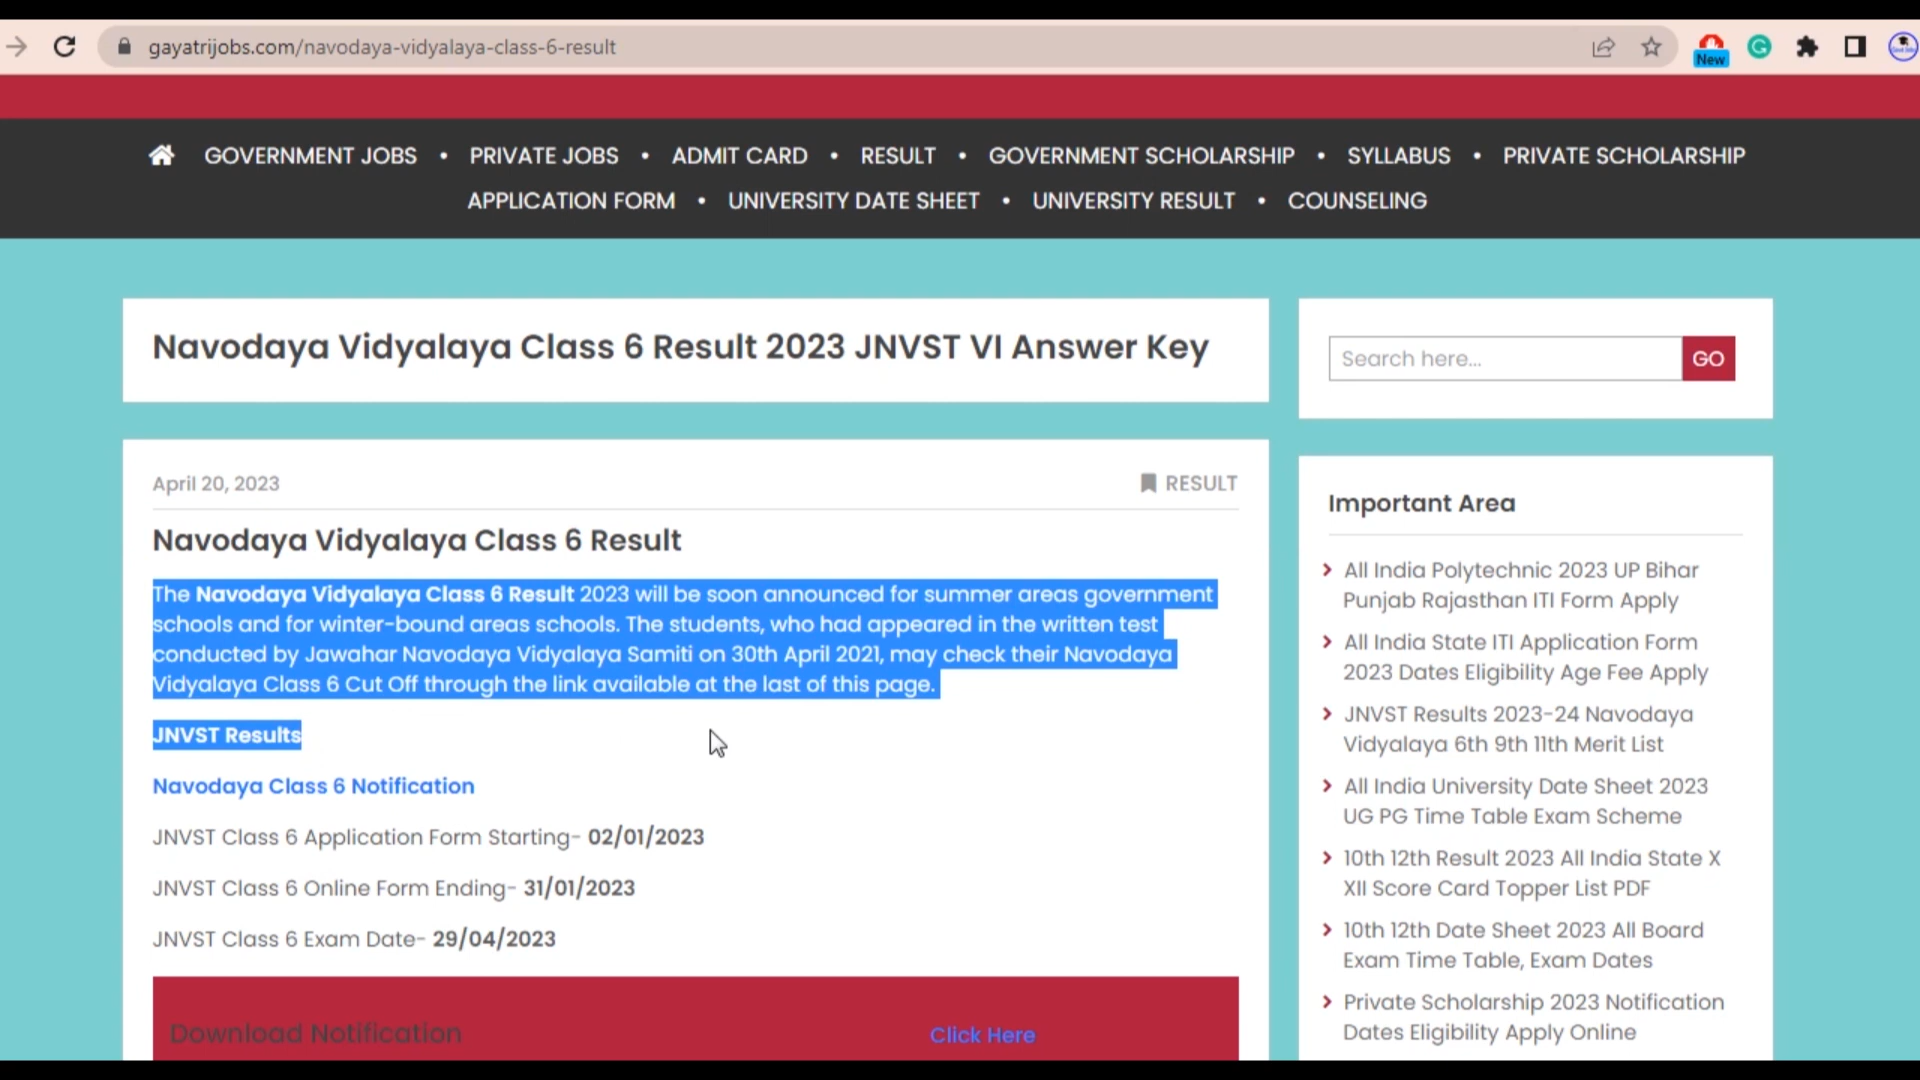 gayatrijobs.com/navodaya-vidyalaya-class-6-result
New
GOVERNMENT JOBS • PRIVATE JOBS • ADMIT CARD • RESULT • GOVERNMENT SCHOLARSHIP • SYLLABUS • PRIVATE SCHOLARSHIP
APPLICATION FORM • UNIVERSITY DATE SHEET • UNIVERSITY RESULT • COUNSELING
Navodaya Vidyalaya Class 6 Result 2023 JNVST VI Answer Key
April 20, 2023
RESULT
Navodaya Vidyalaya Class 6 Result
The Navodaya Vidyalaya Class 6 Result 2023 will be soon announced for summer areas government
schools and for winter-bound areas schools. The students, who had appeared in the written test
conducted by Jawahar Navodaya Vidyalaya Samiti on 30th April 2021, may check their Navodaya
Vidyalaya Class 6 Cut Off through the link available at the last of this page.
JNVST Results
Navodaya Class 6 Notification
JNVST Class 6 Application Form Starting- 02/01/2023
JNVST Class 6 Online Form Ending- 31/01/2023
JNVST Class 6 Exam Date- 29/04/2023
Download Notification
Click Here
Search here...
GO
Important Area
All India Polytechnic 2023 UP Bihar
Punjab Rajasthan ITI Form Apply
All India State ITI Application Form
2023 Dates Eligibility Age Fee Apply
JNVST Results 2023-24 Navodaya
Vidyalaya 6th 9th 11th Merit List
All India University Date Sheet 2023
UG PG Time Table Exam Scheme
10th 12th Result 2023 All India State X
XII Score Card Topper List PDF
10th 12th Date Sheet 2023 All Board
Exam Time Table, Exam Dates
Private Scholarship 2023 Notification
Dates Eligibility Apply Online